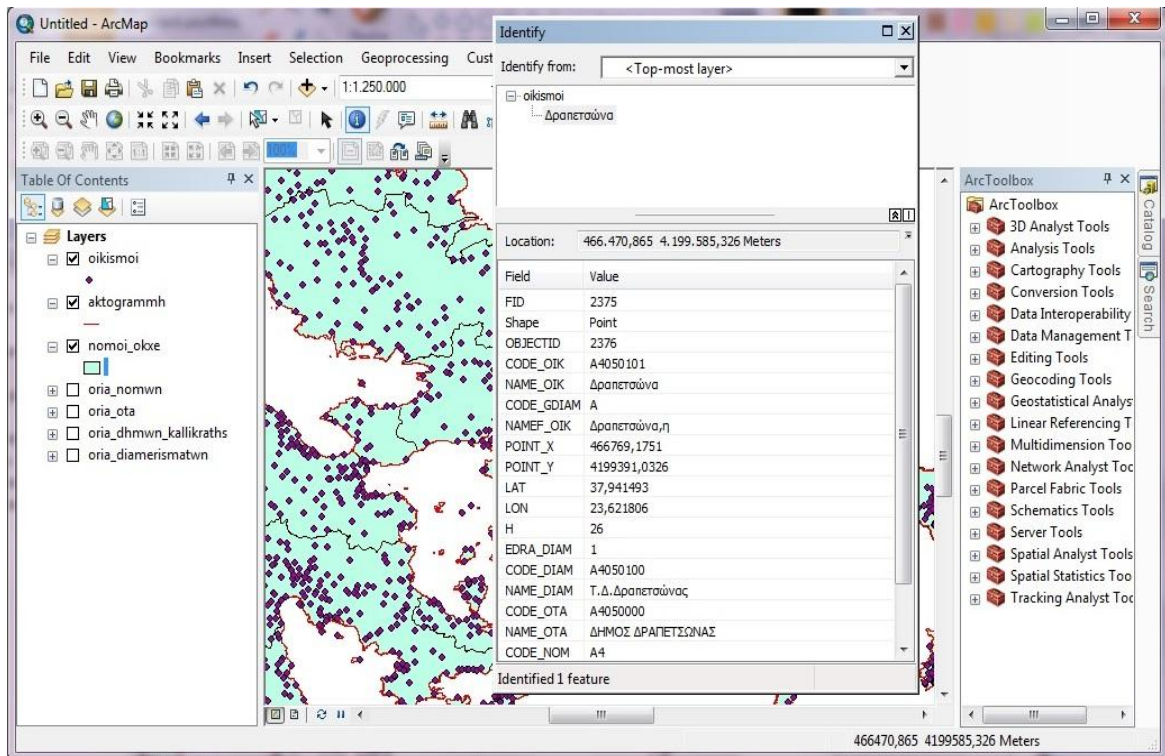 Untitled - ArcMap
File Edit View Bookmarks Insert Selection Geoprocessing Cust
1:1.250.000
100%
Table Of Contents
Layers
oikismoi
aktogrammh
nomoi_okxe
oria_nomwn
oria_ota
oria_dhmwn_kallikraths
oria_diamerismatwn
Identify
Identify from: <Top-most layer>
oikismoi
Δραπετσώνα
Location: 466.470,865 4.199.585,326 Meters
Field Value
FID 2375
Shape Point
OBJECTID 2376
CODE_OIK A4050101
NAME_OIK Δραπετσώνα
CODE_GDIAM A
NAMEF_OIK Δραπετσώνα,η
POINT_X 466769,1751
POINT_Y 4199391,0326
LAT 37,941493
LON 23,621806
H 26
EDRA_DIAM 1
CODE_DIAM A4050100
NAME_DIAM Τ.Δ.Δραπετσώνας
CODE_OTA A4050000
NAME_OTA ΔΗΜΟΣ ΔΡΑΠΕΤΣΩΝΑΣ
CODE_NOM A4
Identified 1 feature
ArcToolbox
ArcToolbox
3D Analyst Tools
Analysis Tools
Cartography Tools
Conversion Tools
Data Interoperability
Data Management T
Editing Tools
Geocoding Tools
Geostatistical Analys
Linear Referencing T
Multidimension Too
Network Analyst Toc
Parcel Fabric Tools
Schematics Tools
Server Tools
Spatial Analyst Tools
Spatial Statistics Too
Tracking Analyst Toc
Catalog
Search
466470,865 4199585,326 Meters